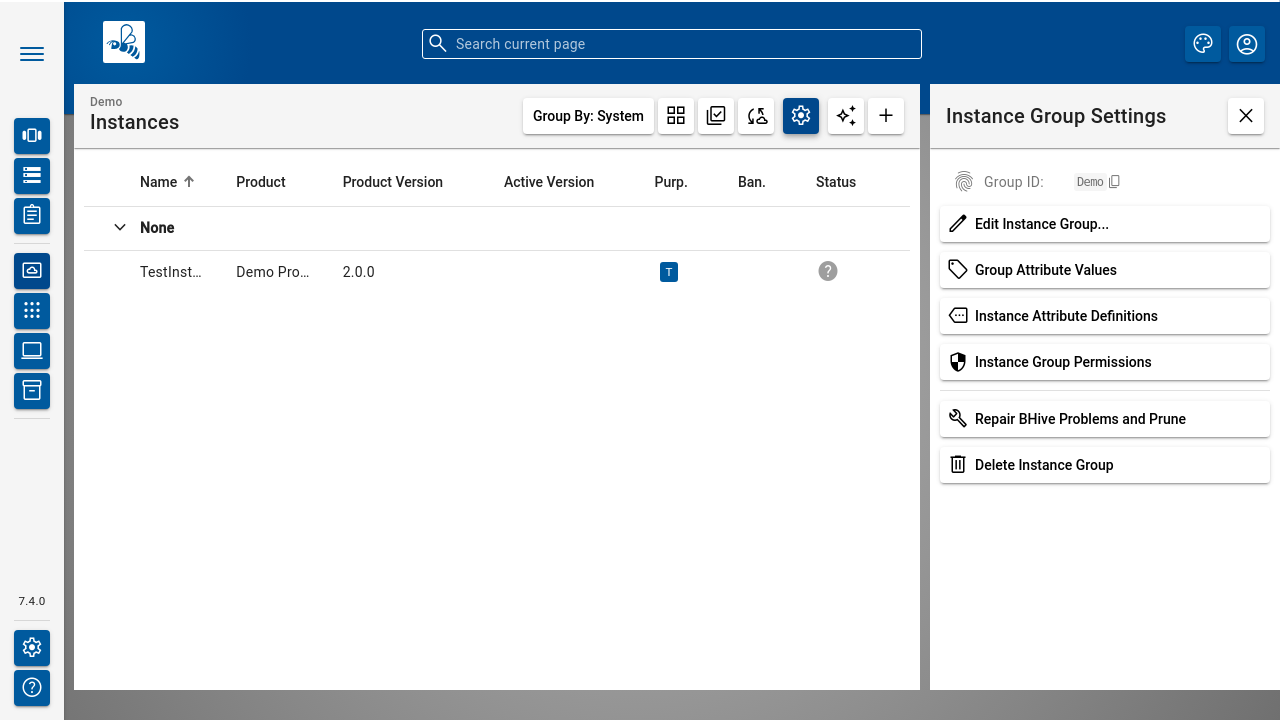 Search current page
Demo
Instances
Group By: System
Instance Group Settings
Name Product Product Version Active Version Purp. Ban. Status
None
TestInst… Demo Pro… 2.0.0 T ?
Group ID: Demo
Edit Instance Group...
Group Attribute Values
Instance Attribute Definitions
Instance Group Permissions
Repair BHive Problems and Prune
Delete Instance Group
7.4.0